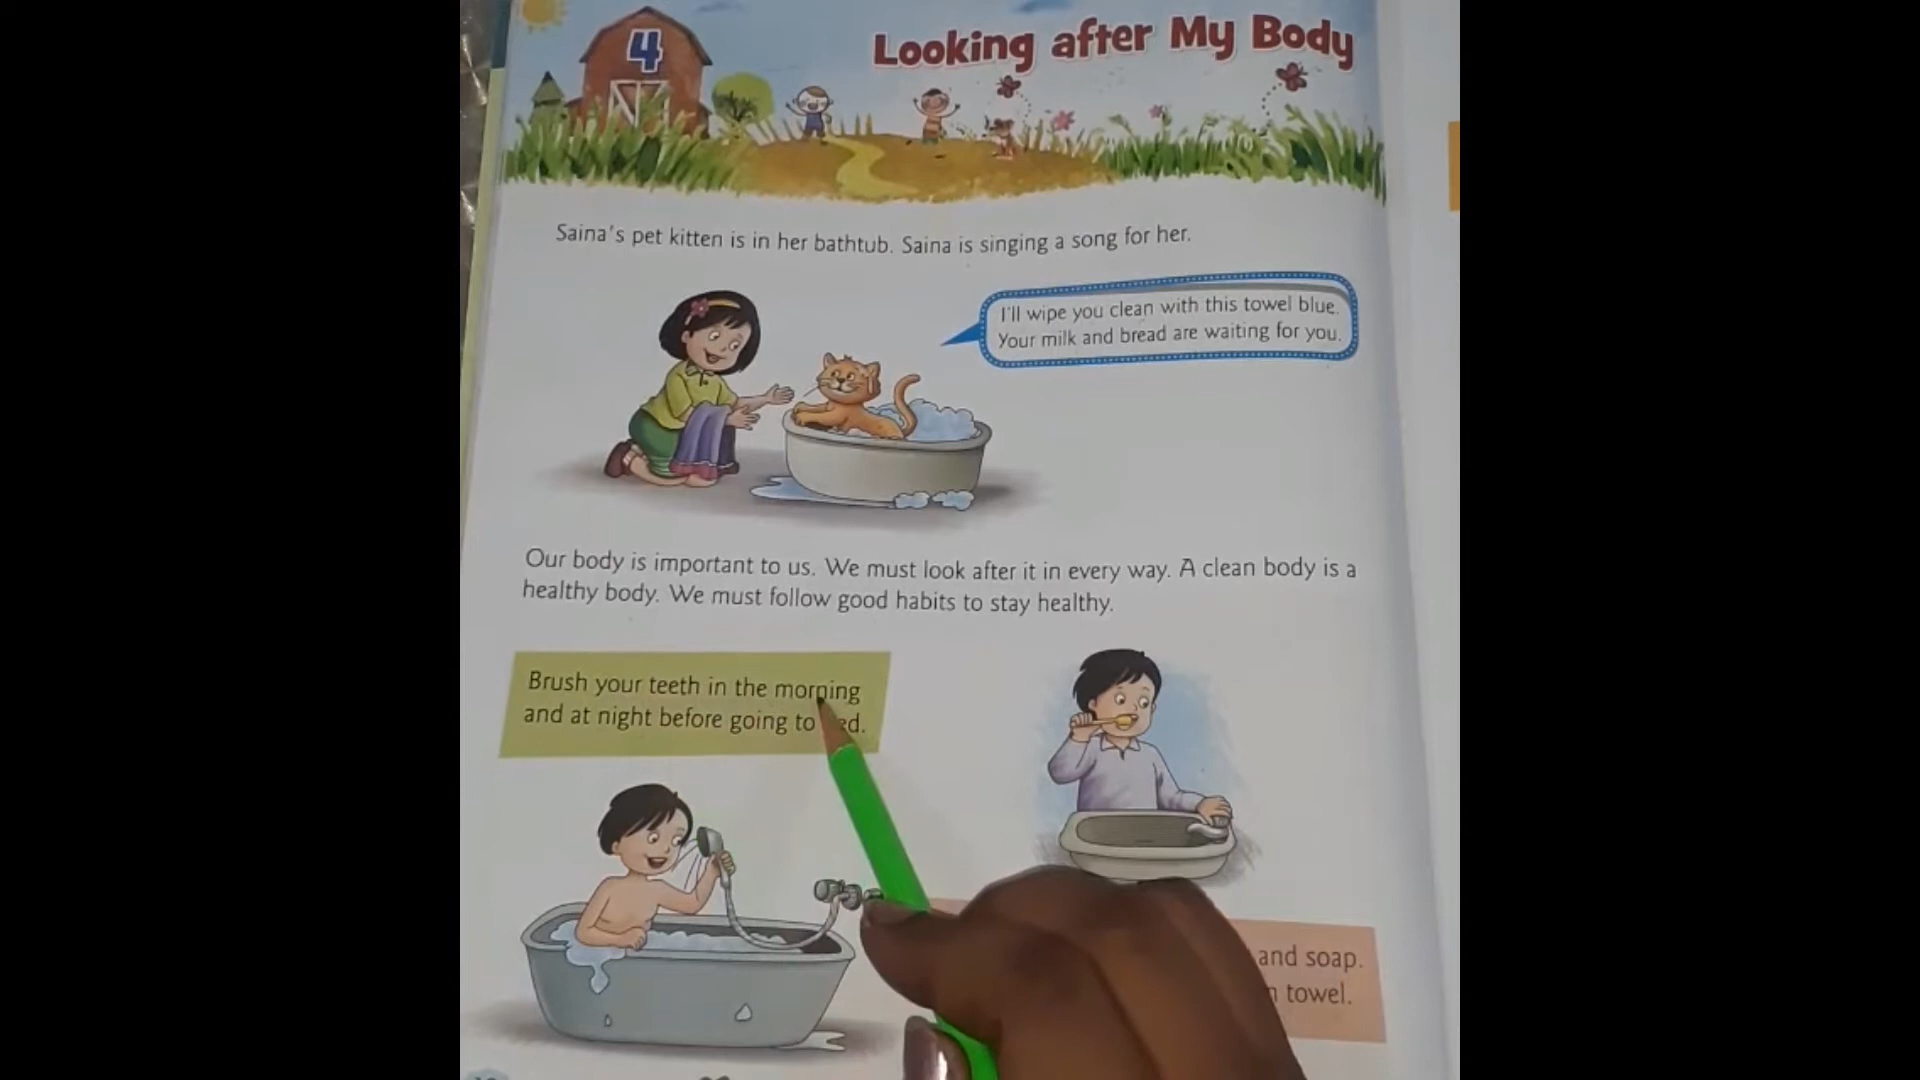 4
Looking after My Body
Saina's pet kitten is in her bathtub. Saina is singing a song for her.
I'll wipe you clean with this towel blue.
Your milk and bread are waiting for you.
Our body is important to us. We must look after it in every way. A clean body is a
healthy body. We must follow good habits to stay healthy.
Brush your teeth in the morning
and at night before going to
and soap.
towel.